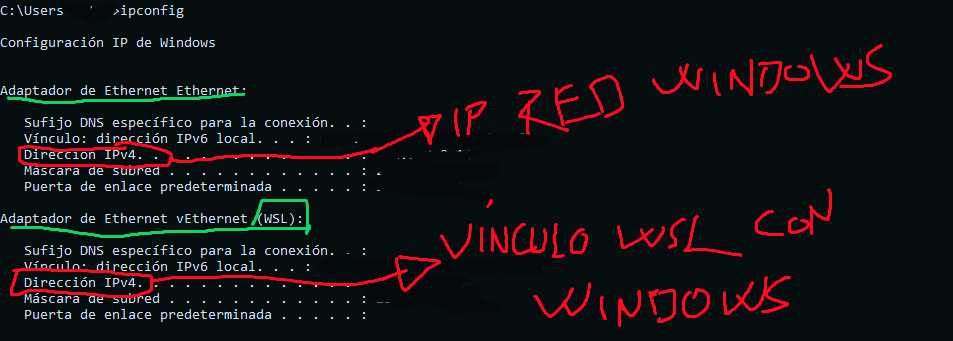 C:\Users >ipconfig
Configuración IP de Windows
Adaptador de Ethernet Ethernet:
Sufijo DNS específico para la conexión. . :
Vínculo: dirección IPv6 local. . . :
Dirección IPv4. . . . . . . . . . . . . .
IP RED WINDOWS
Máscara de subred . . . . . . . . . . . . :
Puerta de enlace predeterminada . . . . . :
Adaptador de Ethernet vEthernet (WSL):
Sufijo DNS específico para la conexión. . :
Vínculo: dirección IPv6 local. . . :
VÍNCULO WSL CON
WINDOWS
Dirección IPv4. . . . . . . . . . . . . .
Máscara de subred . . . . . . . . . . . . :
Puerta de enlace predeterminada . . . . . :